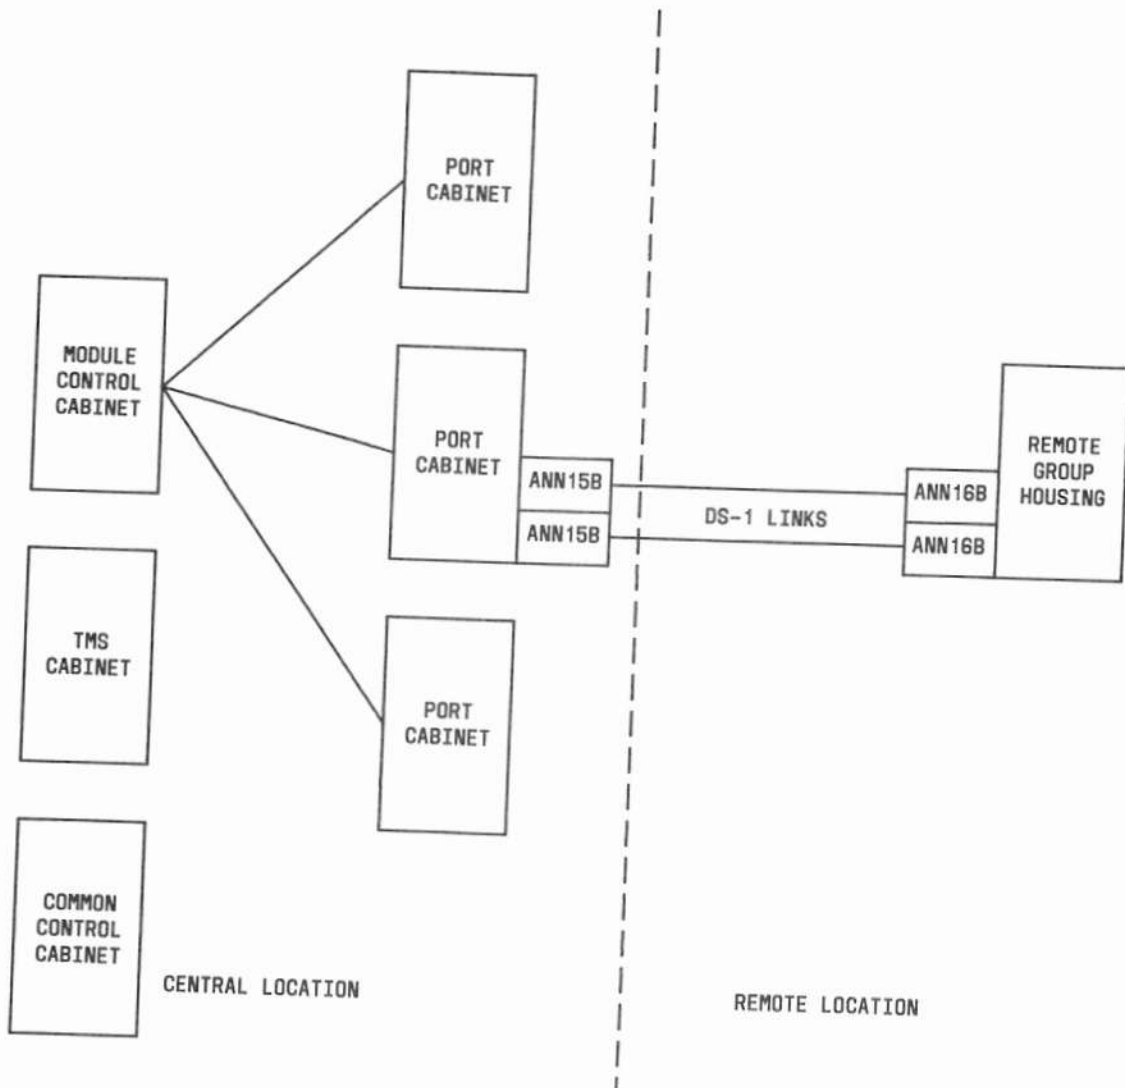 PORT
CABINET
MODULE
CONTROL
CABINET
PORT
CABINET
ANN15B
ANN15B
DS-1 LINKS
ANN16B
ANN16B
REMOTE
GROUP
HOUSING
TMS
CABINET
PORT
CABINET
COMMON
CONTROL
CABINET
CENTRAL LOCATION
REMOTE LOCATION